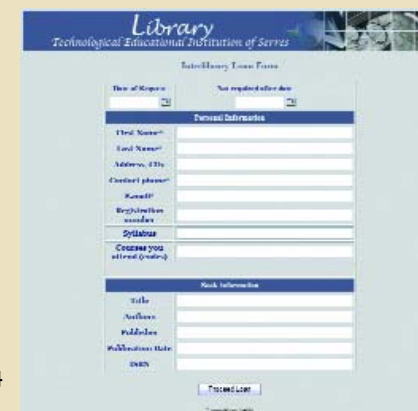 Library
Technological Educational Institution of Serres
Interlibrary Loan Form
Date of Request
Not required after date
Personal Information
First Name*
Last Name*
Address, City
Contact phone*
E-mail*
Registration
number
Syllabus
Courses you
attend (codes)
Book Information
Title
Authors
Publisher
Publication Date
ISBN
Proceed Loan
4